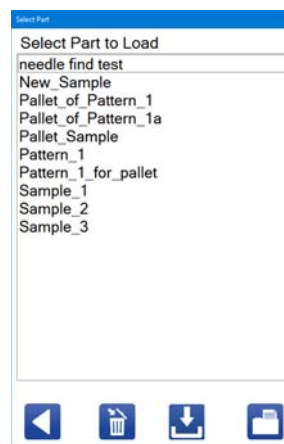 Select Part
Select Part to Load
needle find test
New_Sample
Pallet_of_Pattern_1
Pallet_of_Pattern_1a
Pallet_Sample
Pattern_1
Pattern_1_for_pallet
Sample_1
Sample_2
Sample_3